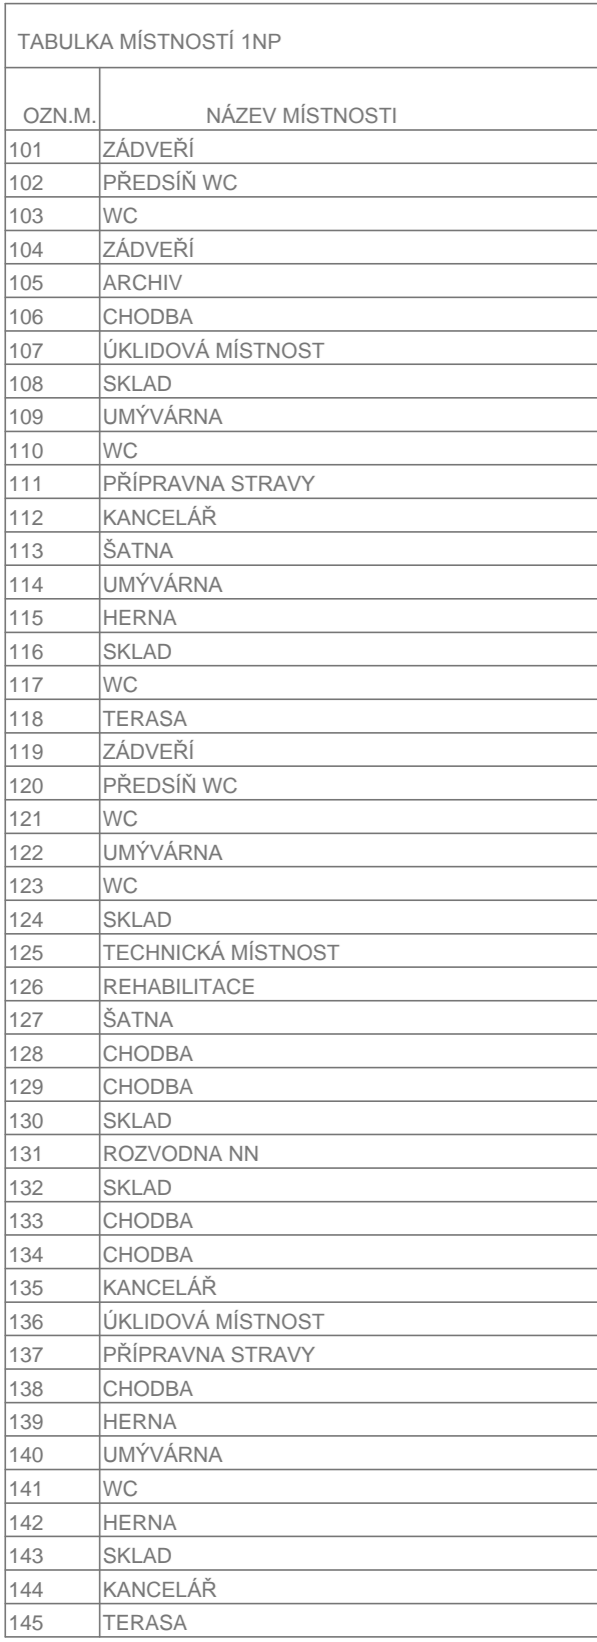 TABULKA MÍSTNOSTÍ 1NP
OZN.M. NÁZEV MÍSTNOSTI
101 ZÁDVEŘÍ
102 PŘEDSÍŇ WC
103 WC
104 ZÁDVEŘÍ
105 ARCHIV
106 CHODBA
107 ÚKLIDOVÁ MÍSTNOST
108 SKLAD
109 UMÝVÁRNA
110 WC
111 PŘÍPRAVNA STRAVY
112 KANCELÁŘ
113 ŠATNA
114 UMÝVÁRNA
115 HERNA
116 SKLAD
117 WC
118 TERASA
119 ZÁDVEŘÍ
120 PŘEDSÍŇ WC
121 WC
122 UMÝVÁRNA
123 WC
124 SKLAD
125 TECHNICKÁ MÍSTNOST
126 REHABILITACE
127 ŠATNA
128 CHODBA
129 CHODBA
130 SKLAD
131 ROZVODNA NN
132 SKLAD
133 CHODBA
134 CHODBA
135 KANCELÁŘ
136 ÚKLIDOVÁ MÍSTNOST
137 PŘÍPRAVNA STRAVY
138 CHODBA
139 HERNA
140 UMÝVÁRNA
141 WC
142 HERNA
143 SKLAD
144 KANCELÁŘ
145 TERASA